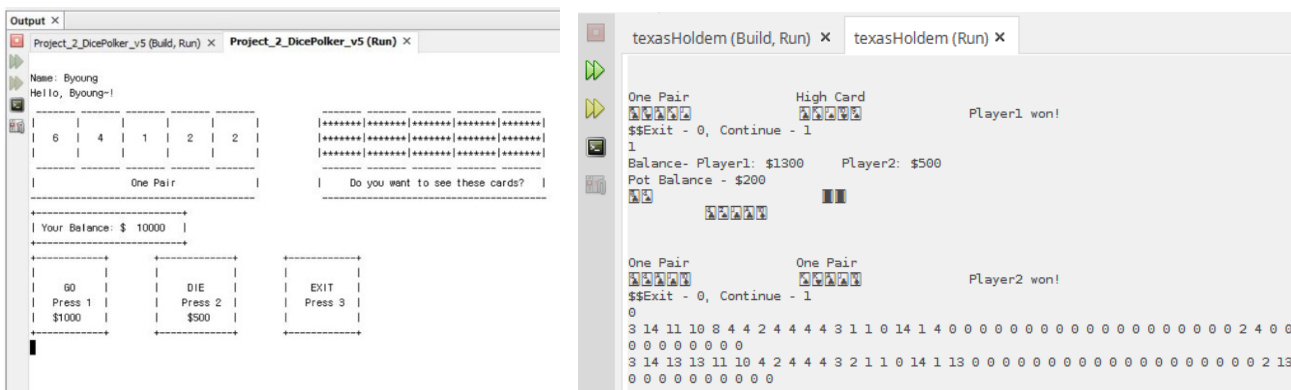 Output ×
Project_2_DicePolker_v5 (Build, Run) × Project_2_DicePolker_v5 (Run) ×
Name: Byoung
Hello, Byoung~!
------ ------ ------ ------ ------
| | | | | |
| 6 | 4 | 1 | 2 | 2 |
| | | | | |
------ ------ ------ ------ ------
| One Pair |
|*******|*******|*******|*******|*******|
|*******|*******|*******|*******|*******|
|*******|*******|*******|*******|*******|
| Do you want to see these cards? |
+-----------------------+
| Your Balance: $ 10000 |
+-----------------------+
+-----------+ +-----------+ +-----------+
| | | | | |
| GO | | DIE | | EXIT |
| Press 1 | | Press 2 | | Press 3 |
| $1000 | | $500 | | |
+-----------+ +-----------+ +-----------+
texasHoldem (Build, Run) × texasHoldem (Run) ×
One Pair High Card
Player1 won!
$$Exit - 0, Continue - 1
1
Balance- Player1: $1300 Player2: $500
Pot Balance - $200
One Pair One Pair
Player2 won!
$$Exit - 0, Continue - 1
0
3 14 11 10 8 4 4 2 4 4 4 4 3 1 1 0 14 1 4 0 0 0 0 0 0 0 0 0 0 0 0 0 0 0 0 0 0 0 2 4 0 0
0 0 0 0 0 0 0 0 0
3 14 13 13 11 10 4 2 4 4 4 3 2 1 1 0 14 1 13 0 0 0 0 0 0 0 0 0 0 0 0 0 0 0 0 0 0 0 2 13
0 0 0 0 0 0 0 0 0 0